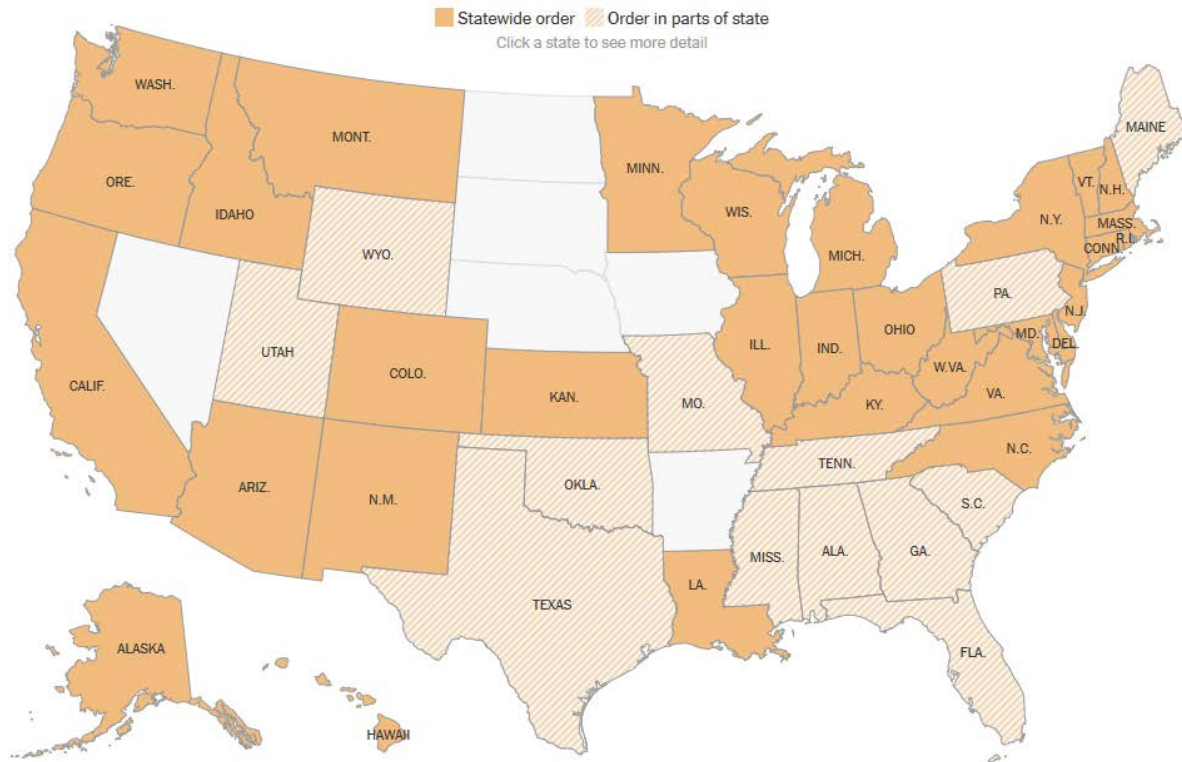 Statewide order Order in parts of state
Click a state to see more detail
WASH.
MONT.
MINN.
MAINE
ORE.
IDAHO
WIS.
VT.
N.H.
N.Y.
MASS.
R.I.
CONN.
WYO.
MICH.
PA.
N.J.
UTAH
ILL.
IND.
OHIO
MD.
DEL.
CALIF.
COLO.
KAN.
MO.
W.VA.
VA.
KY.
N.C.
TENN.
ARIZ.
N.M.
OKLA.
S.C.
MISS.
ALA.
GA.
TEXAS
LA.
FLA.
ALASKA
HAWAII